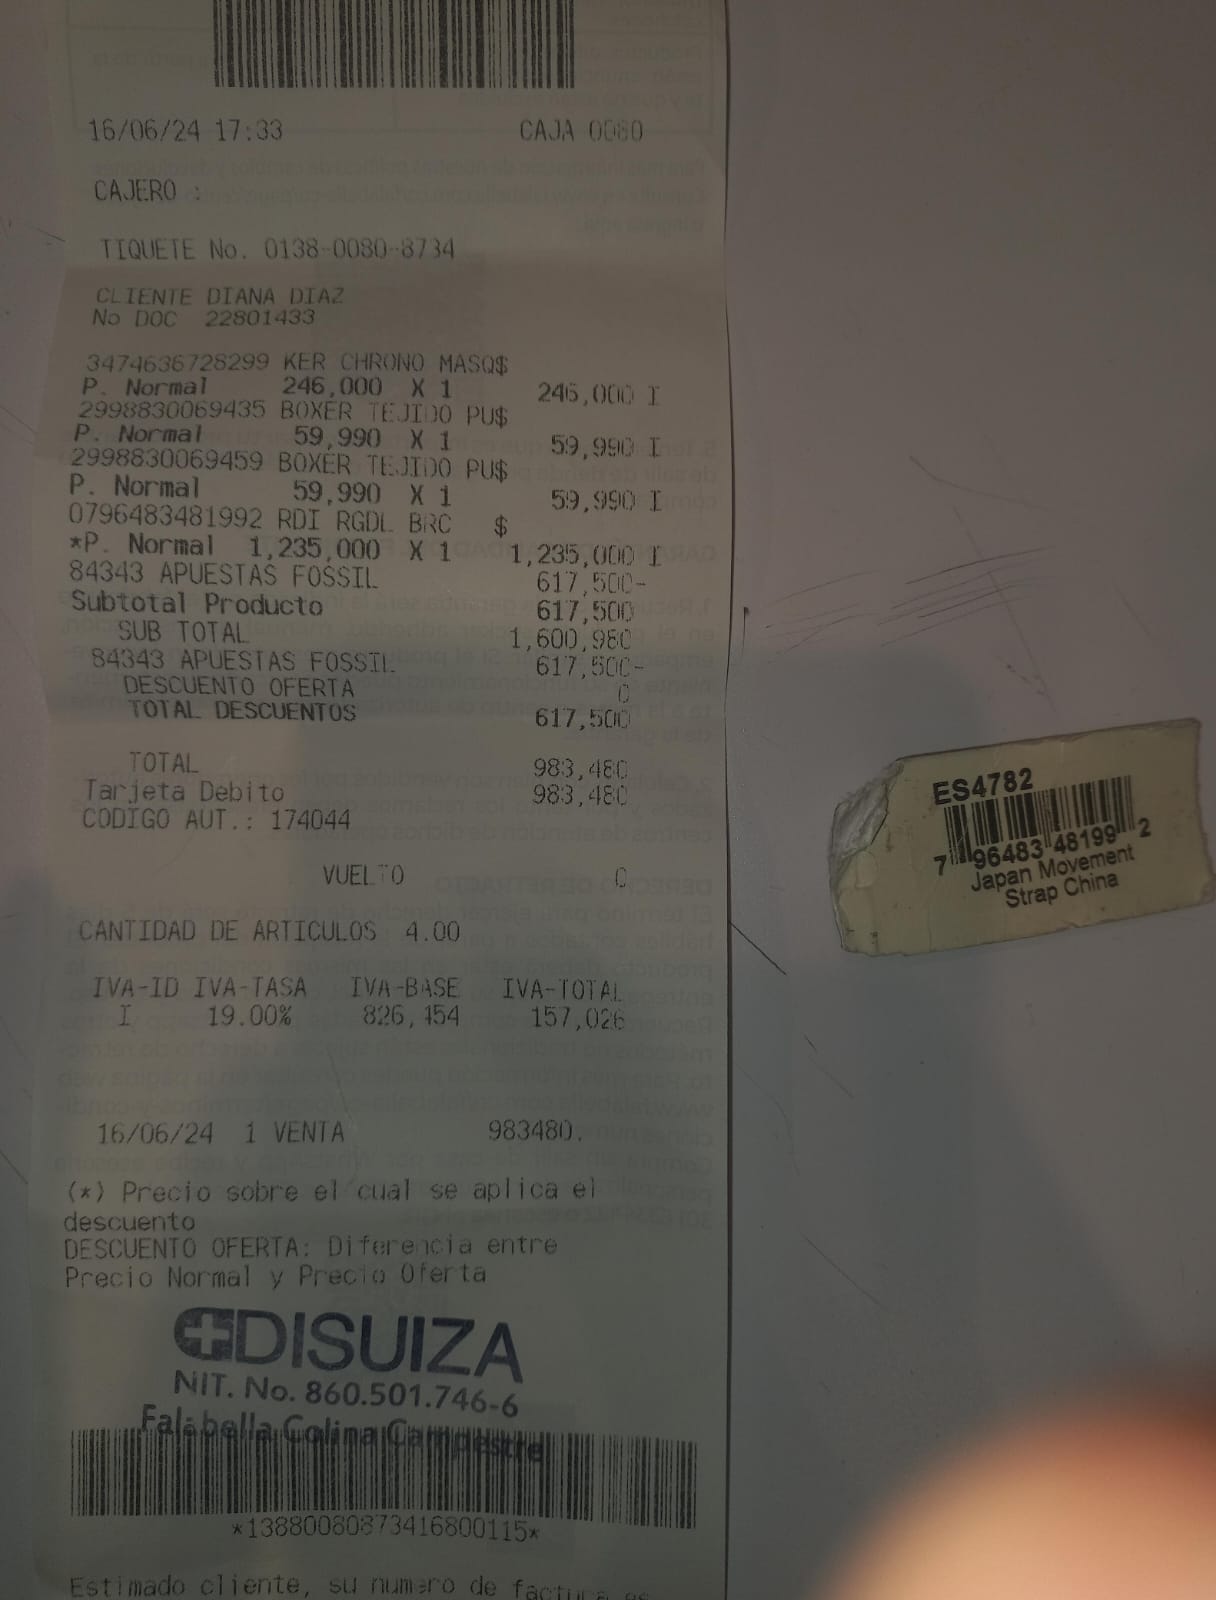 16/06/24 17:33 CAJA 0080
CAJERO :
TIQUETE No. 0138-0080-8734
CLIENTE DIANA DIAZ
No DOC 22801433
3474636728299 KER CHRONO MASQ$
P. Normal 246,000 X 1 246,000 I
2998830069435 BOXER TEJIDO PU$
P. Normal 59,990 X 1 59,990 I
2998830069459 BOXER TEJIDO PU$
P. Normal 59,990 X 1 59,990 I
0796483481992 RDI RGDL BRC $
*P. Normal 1,235,000 X 1 1,235,000 I
84343 APUESTAS FOSSIL 617,500-
Subtotal Producto 617,500
SUB TOTAL 1,600,980
84343 APUESTAS FOSSIL 617,500-
DESCUENTO OFERTA 0
TOTAL DESCUENTOS 617,500
TOTAL 983,480
Tarjeta Debito 983,480
CODIGO AUT.: 174044
VUELTO 0
CANTIDAD DE ARTICULOS 4.00
IVA-ID IVA-TASA IVA-BASE IVA-TOTAL
I 19.00% 826,454 157,026
16/06/24 1 VENTA 983480.
(*) Precio sobre el cual se aplica el
descuento
DESCUENTO OFERTA: Diferencia entre
Precio Normal y Precio Oferta
DISUIZA
NIT. No. 860.501.746-6
Falabella Colina Campestre
*13880080873416800115*
Estimado cliente, su numero de factura es
ES4782
7 96483 48199 2
Japan Movement
Strap China